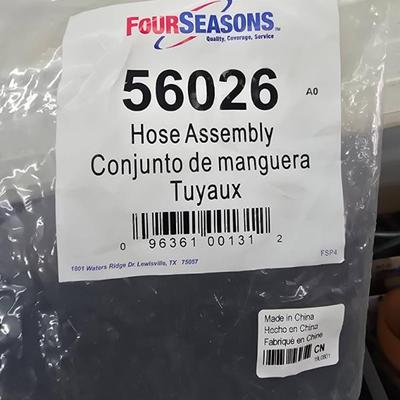 FOURSEASONS
Quality, Coverage, Service
56026 A0
Hose Assembly
Conjunto de manguera
Tuyaux
0 96361 00131 2
1801 Waters Ridge Dr. Lewisville, TX 75057
FSP4
Made in China
Hecho en China
Fabriqué en Chine
CN